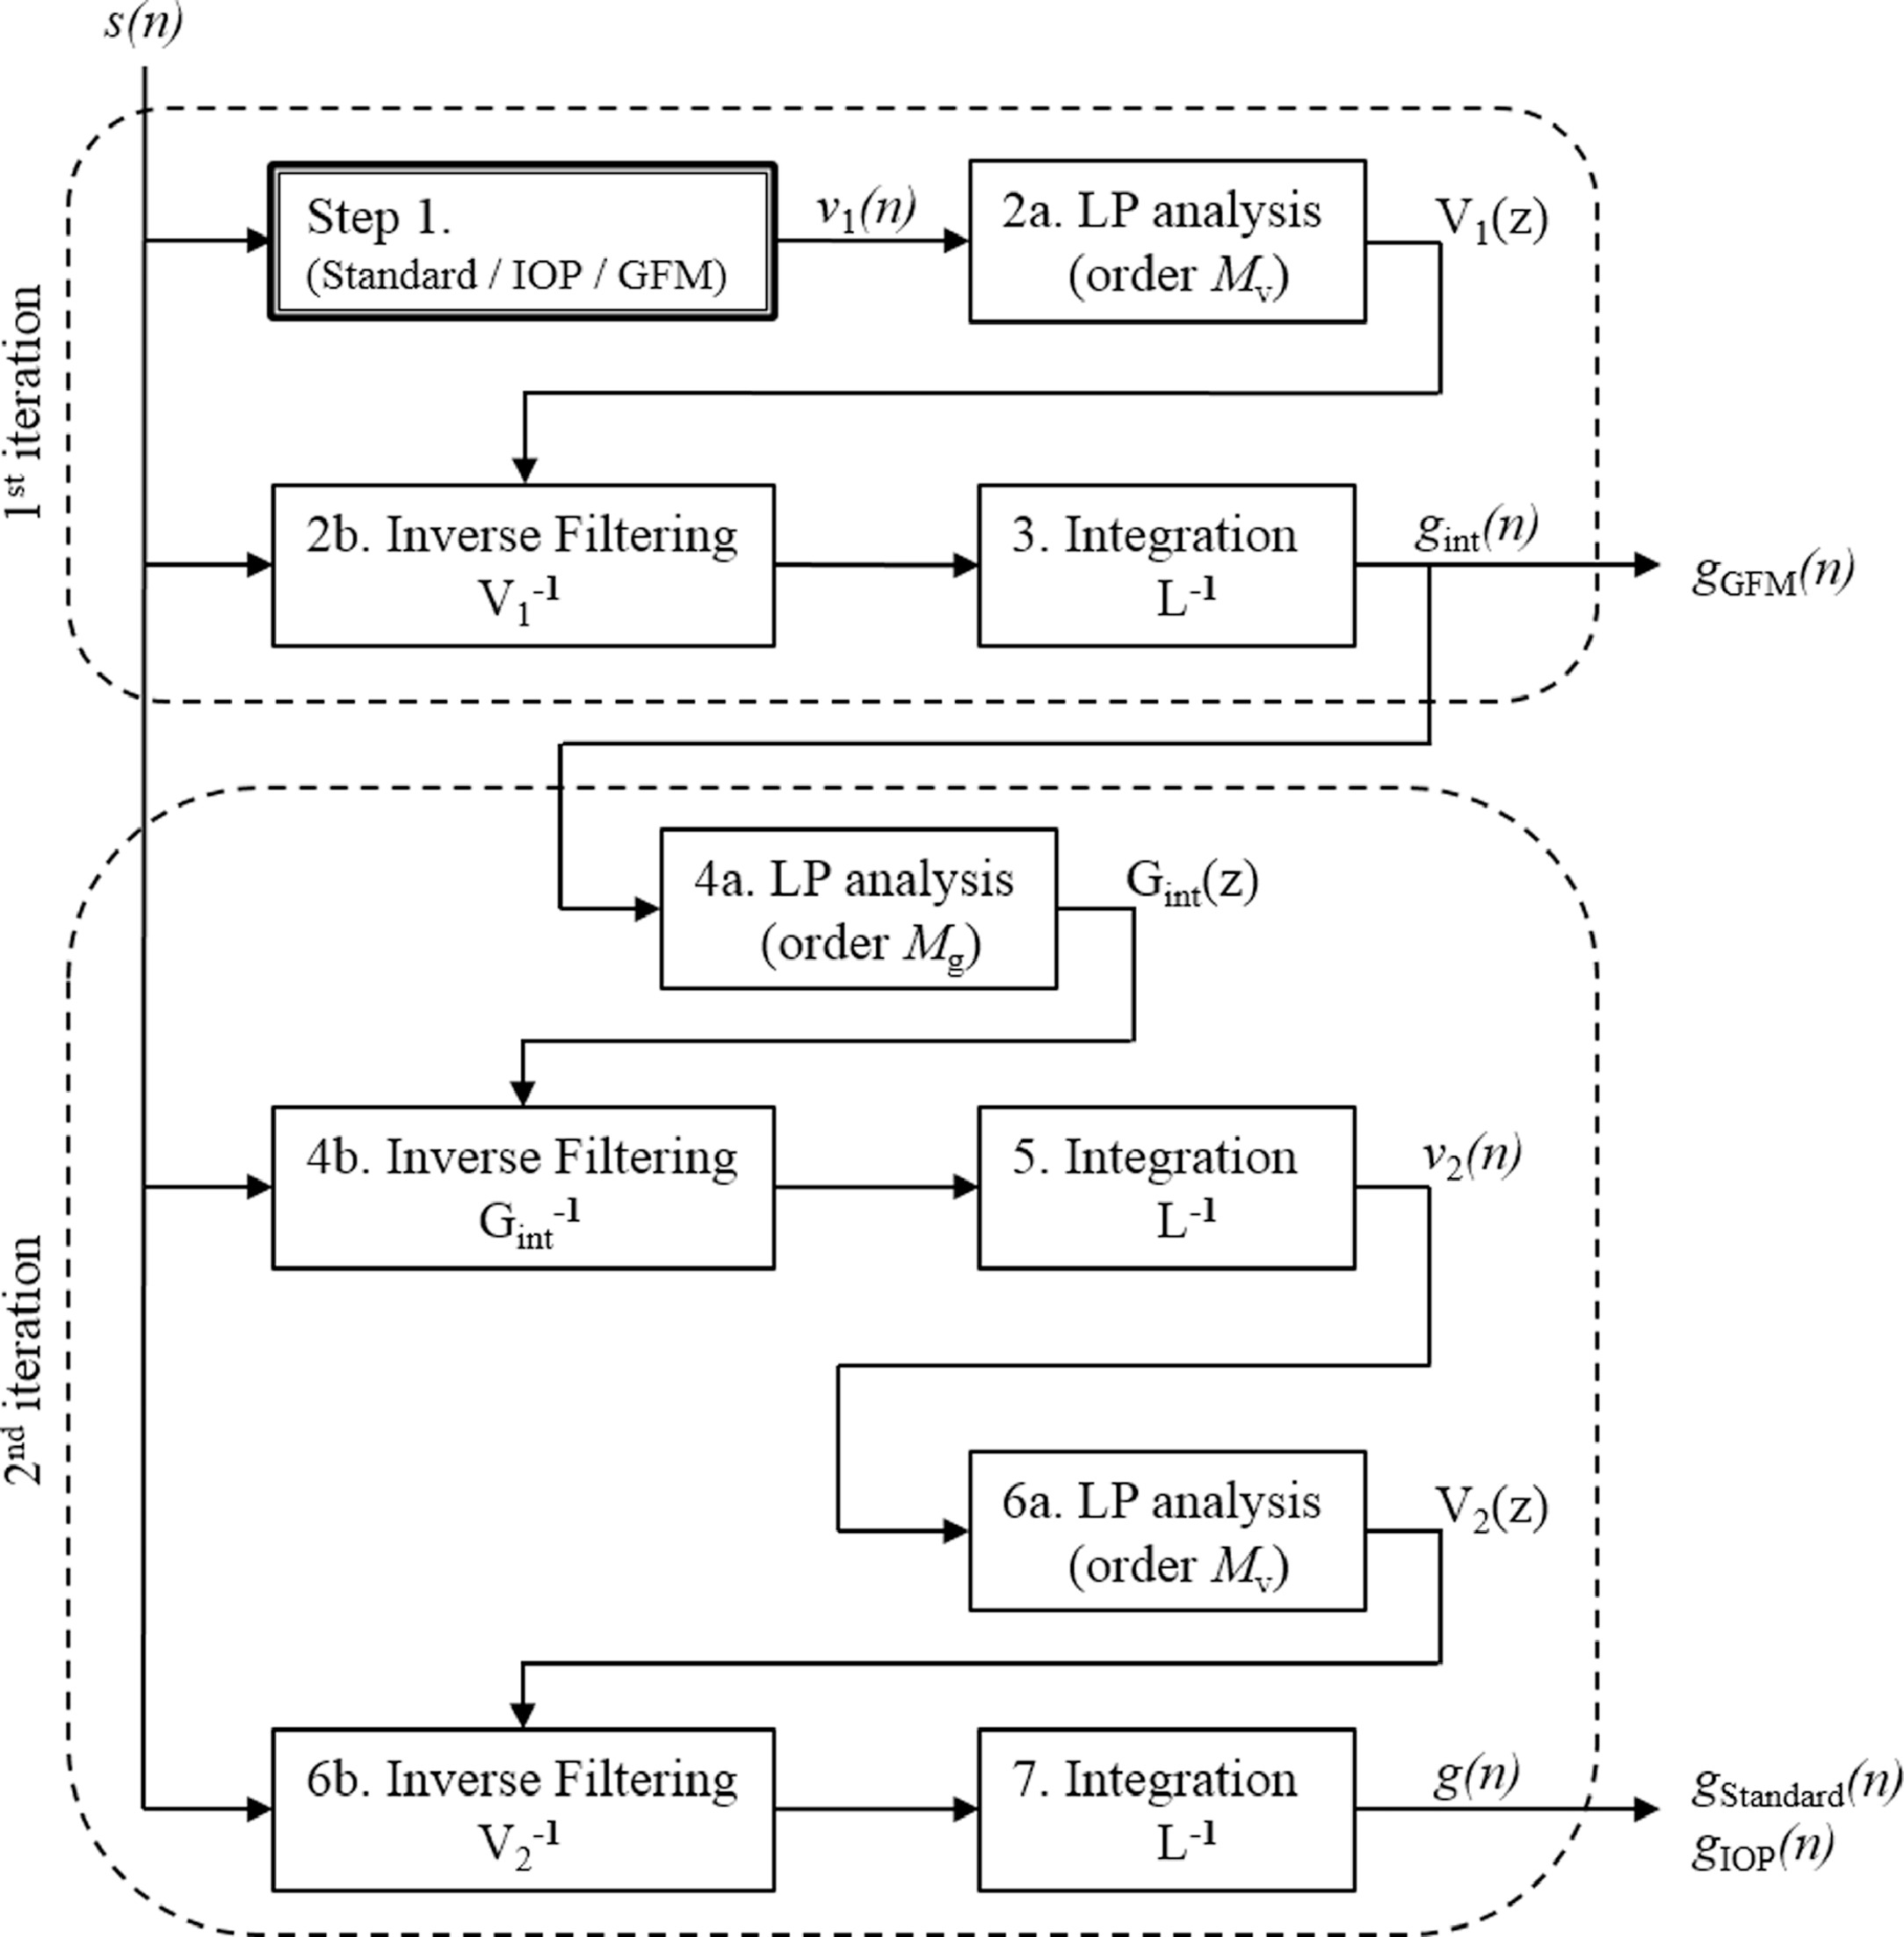 s(n)
1st iteration
Step 1.
(Standard / IOP / GFM)
v1(n)
2a. LP analysis
(order Mv)
V1(z)
2b. Inverse Filtering
V1-1
3. Integration
L-1
gint(n)
gGFM(n)
2nd iteration
4a. LP analysis
(order Mg)
Gint(z)
4b. Inverse Filtering
Gint-1
5. Integration
L-1
v2(n)
6a. LP analysis
(order Mv)
V2(z)
6b. Inverse Filtering
V2-1
7. Integration
L-1
g(n)
gStandard(n)
gIOP(n)